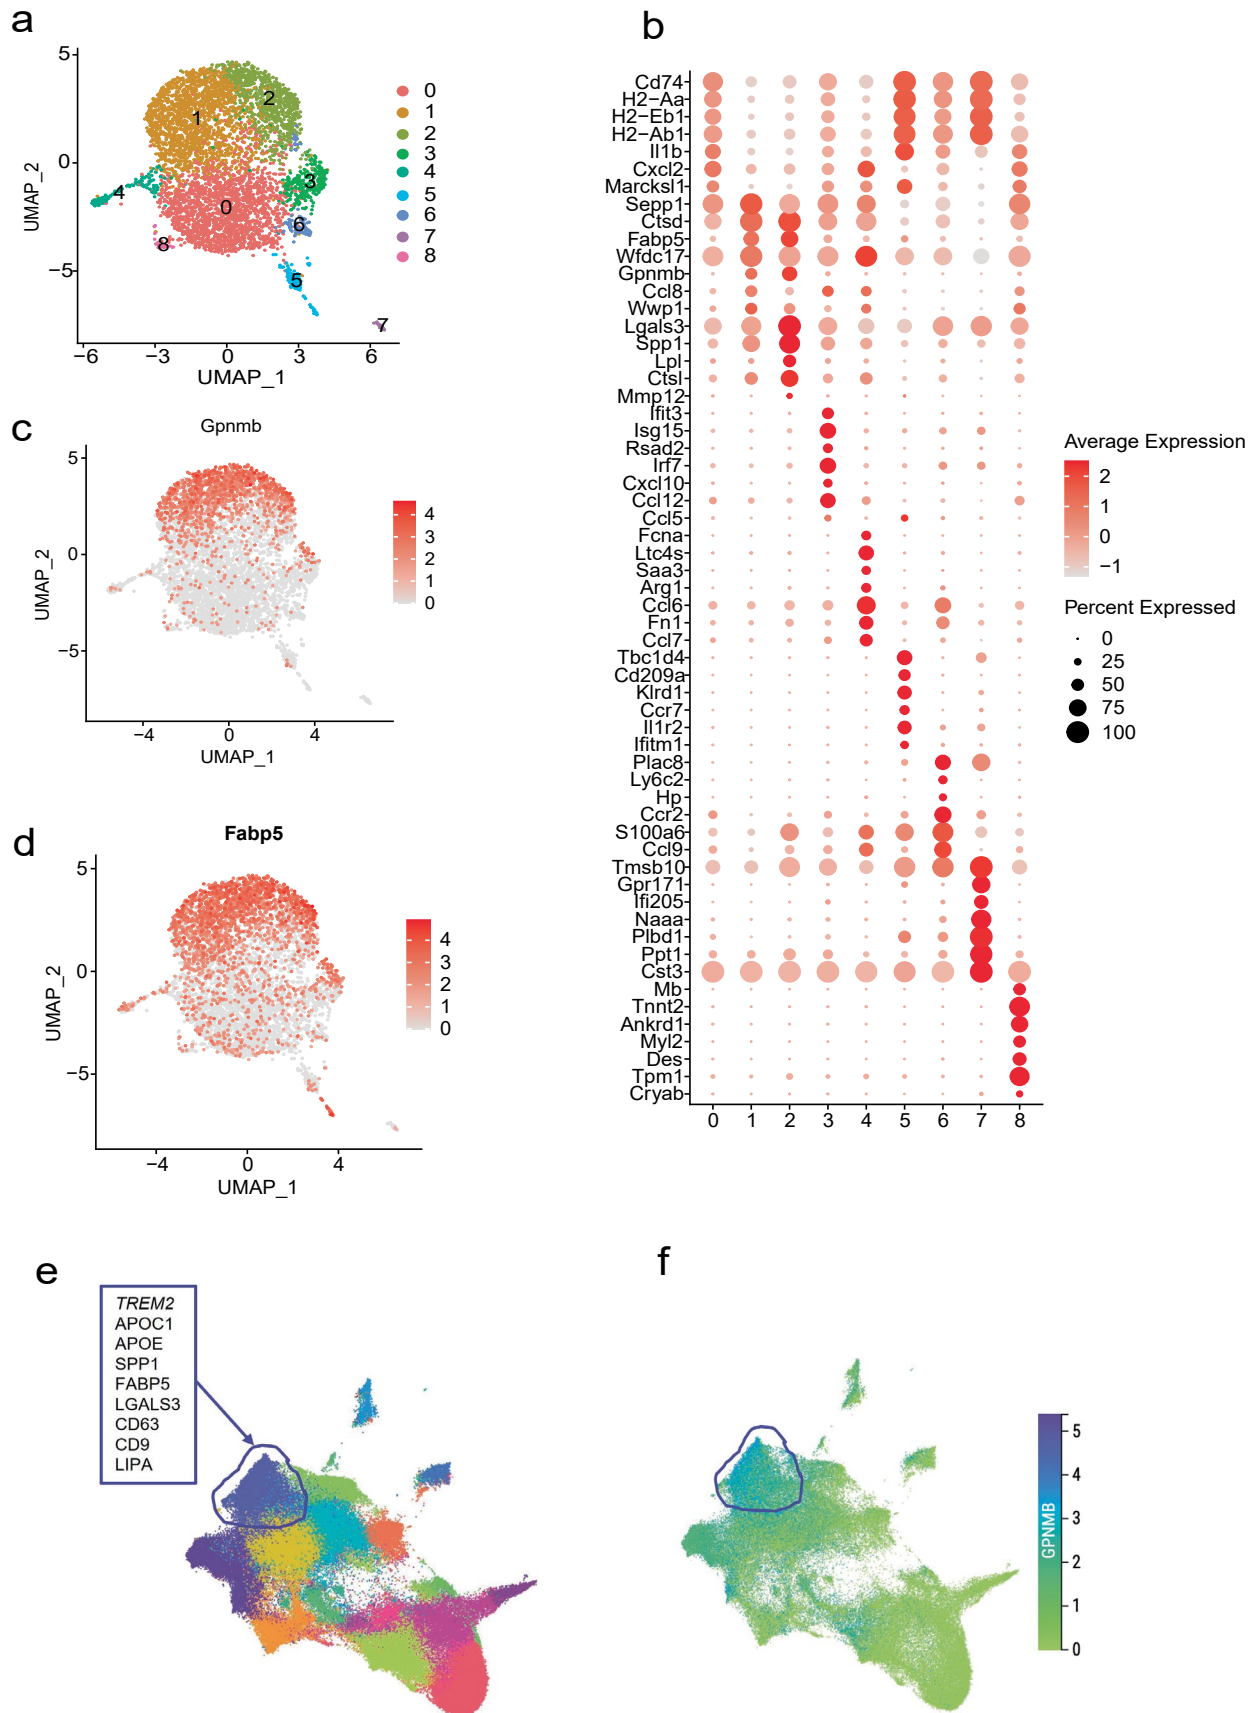 a
5
0
−5
UMAP_2
−6
−3
0
3
6
UMAP_1
1
2
3
4
0
6
8
5
7
0
1
2
3
4
5
6
7
8
b
Cd74
H2−Aa
H2−Eb1
H2−Ab1
Il1b
Cxcl2
Marcksl1
Sepp1
Ctsd
Fabp5
Wfdc17
Gpnmb
Ccl8
Wwp1
Lgals3
Spp1
Lpl
Ctsl
Mmp12
Ifit3
Isg15
Rsad2
Irf7
Cxcl10
Ccl12
Ccl5
Fcna
Ltc4s
Saa3
Arg1
Ccl6
Fn1
Ccl7
Tbc1d4
Cd209a
Klrd1
Ccr7
Il1r2
Ifitm1
Plac8
Ly6c2
Hp
Ccr2
S100a6
Ccl9
Tmsb10
Gpr171
Ifi205
Naaa
Plbd1
Ppt1
Cst3
Mb
Tnnt2
Ankrd1
Myl2
Des
Tpm1
Cryab
0 1 2 3 4 5 6 7 8
Average Expression
2
1
0
−1
Percent Expressed
0
25
50
75
100
c
Gpnmb
5
0
−5
UMAP_2
−4
0
4
UMAP_1
4
3
2
1
0
d
Fabp5
5
0
−5
UMAP_2
−4
0
4
UMAP_1
4
3
2
1
0
e
TREM2
APOC1
APOE
SPP1
FABP5
LGALS3
CD63
CD9
LIPA
f
GPNMB
5
4
3
2
1
0